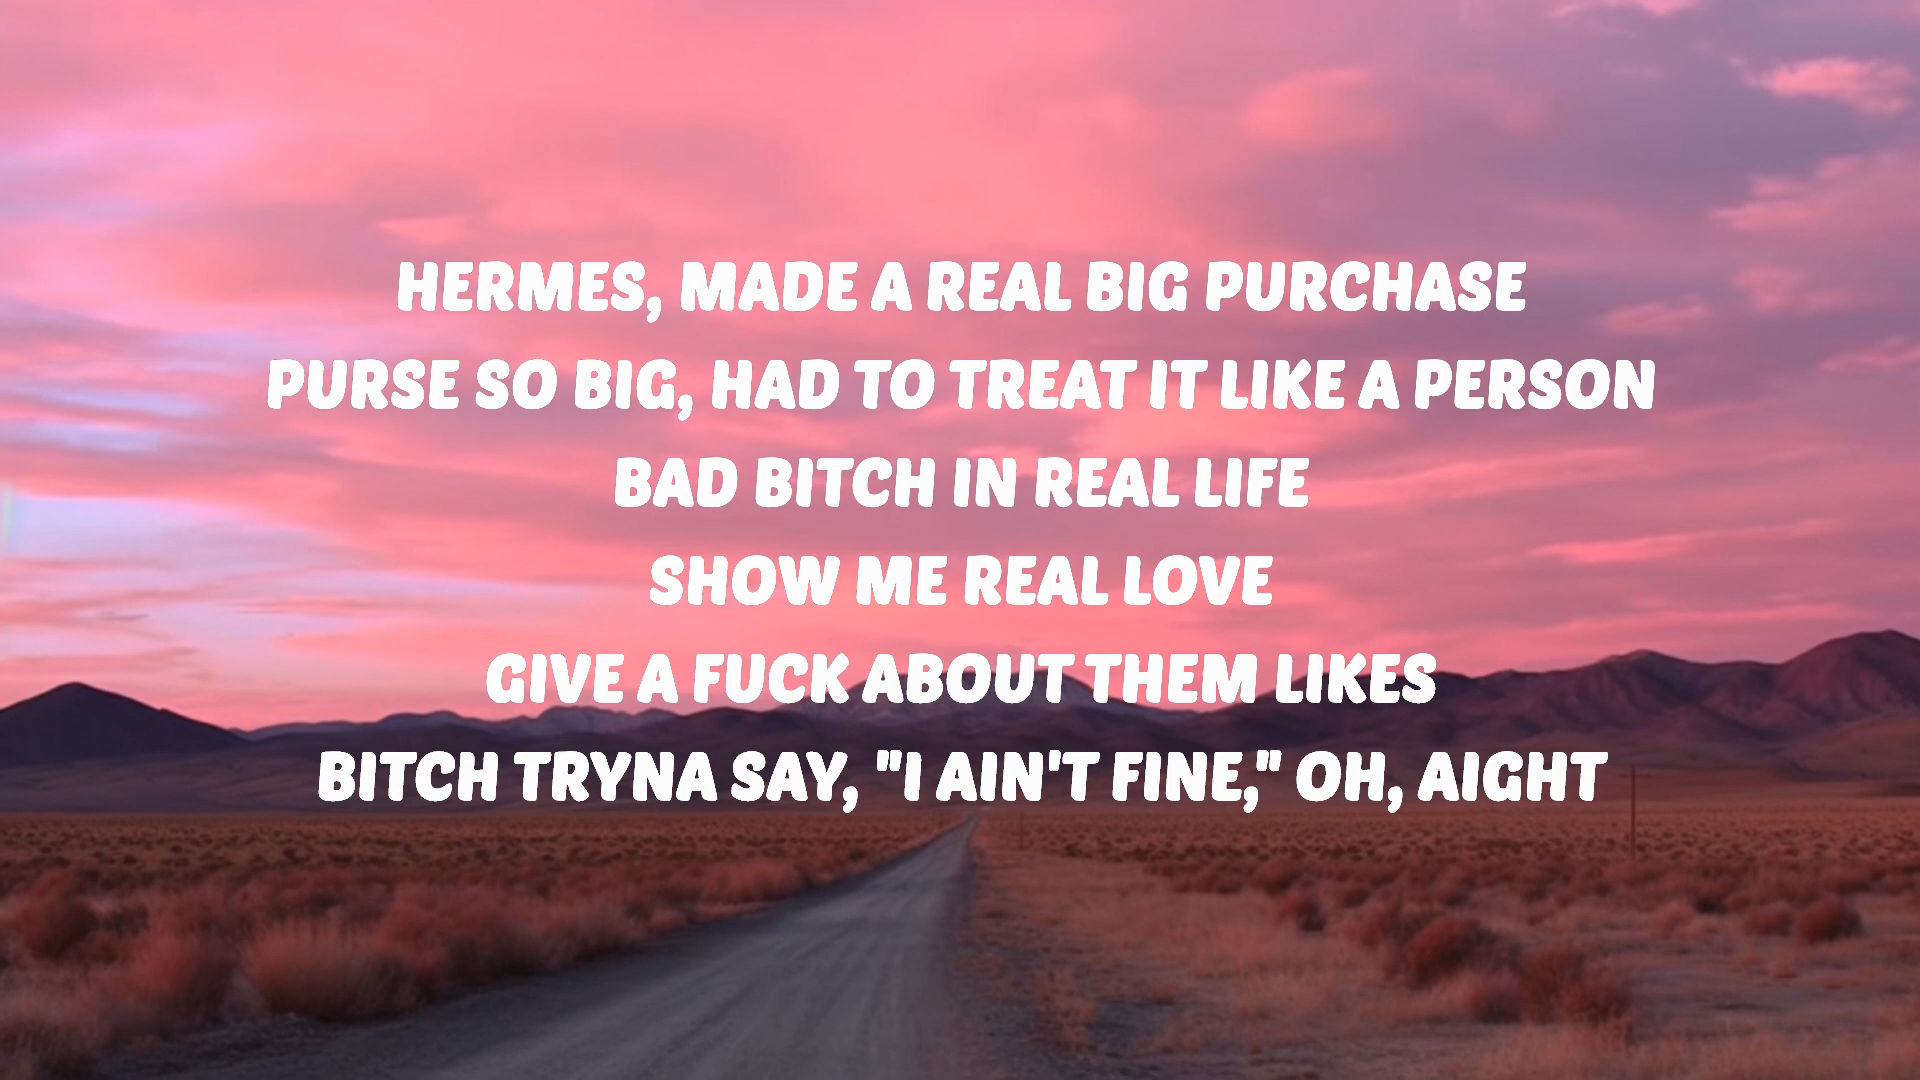 HERMES, MADE A REAL BIG PURCHASE
PURSE SO BIG, HAD TO TREAT IT LIKE A PERSON
BAD BITCH IN REAL LIFE
SHOW ME REAL LOVE
GIVE A FUCK ABOUT THEM LIKES
BITCH TRYNA SAY, "I AIN'T FINE," OH, AIGHT